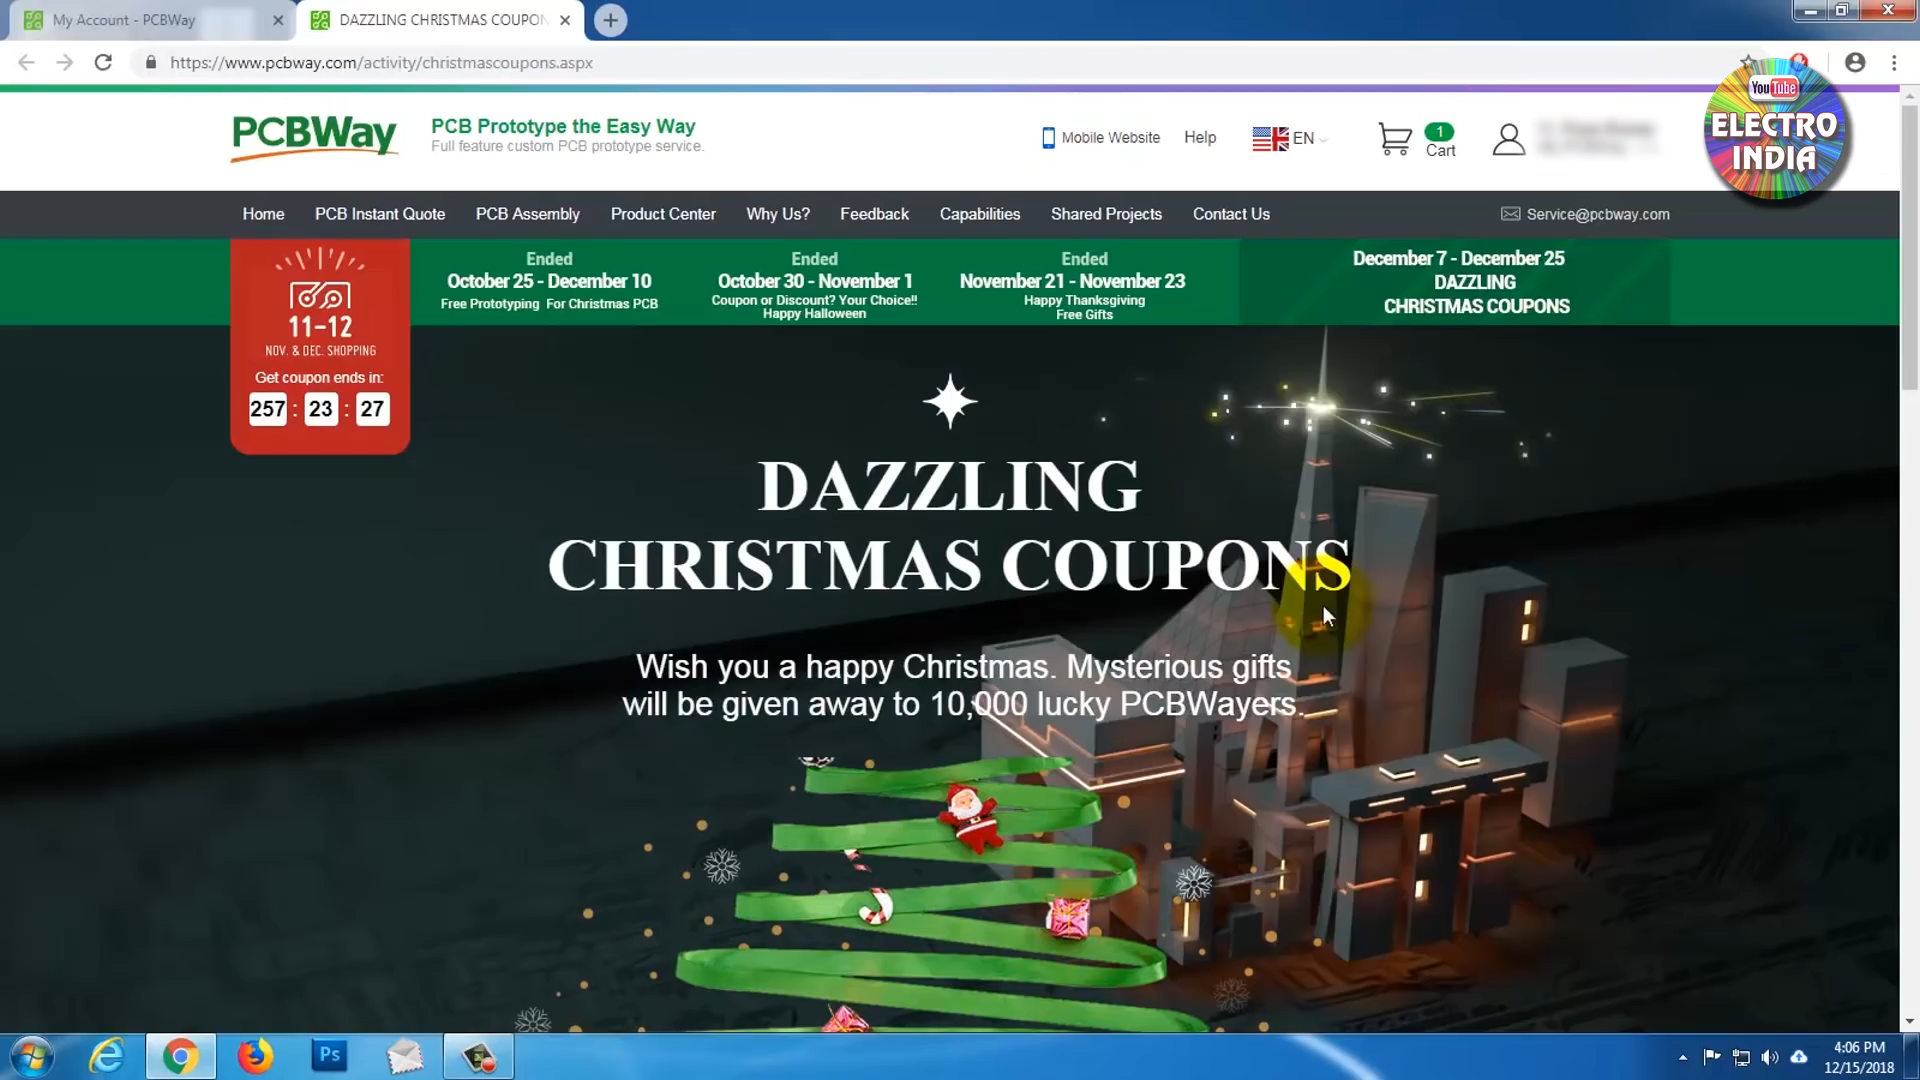 My Account - PCBWay
DAZZLING CHRISTMAS COUPON
https://www.pcbway.com/activity/christmascoupons.aspx
YouTube
ELECTRO
INDIA
PCBWay
PCB Prototype the Easy Way
Full feature custom PCB prototype service.
Mobile Website
Help
EN
1
Cart
Home
PCB Instant Quote
PCB Assembly
Product Center
Why Us?
Feedback
Capabilities
Shared Projects
Contact Us
Service@pcbway.com
11-12
NOV. & DEC. SHOPPING
Get coupon ends in:
257 : 23 : 27
Ended
October 25 - December 10
Free Prototyping For Christmas PCB
Ended
October 30 - November 1
Coupon or Discount? Your Choice!!
Happy Halloween
Ended
November 21 - November 23
Happy Thanksgiving
Free Gifts
December 7 - December 25
DAZZLING
CHRISTMAS COUPONS
DAZZLING
CHRISTMAS COUPONS
Wish you a happy Christmas. Mysterious gifts
will be given away to 10,000 lucky PCBWayers.
Ps
4:06 PM
12/15/2018